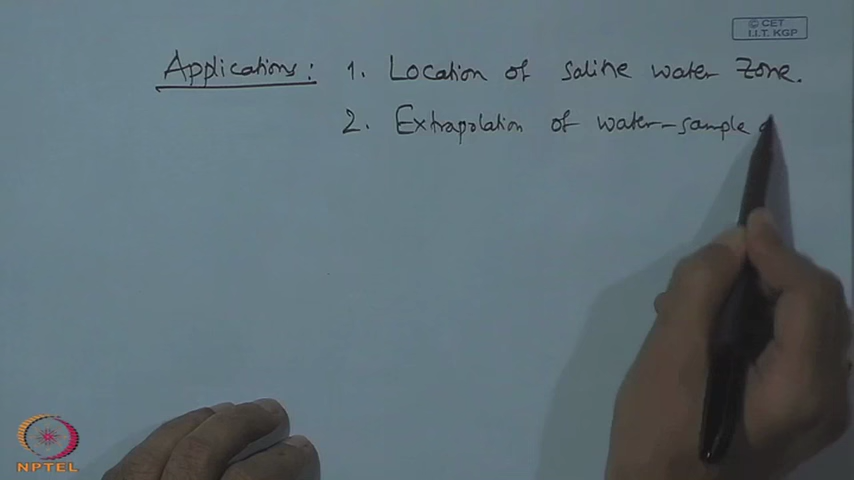 © CET
I.I.T. KGP
Applications: 1. Location of saline water zone.
2. Extrapolation of water-sample
NPTEL